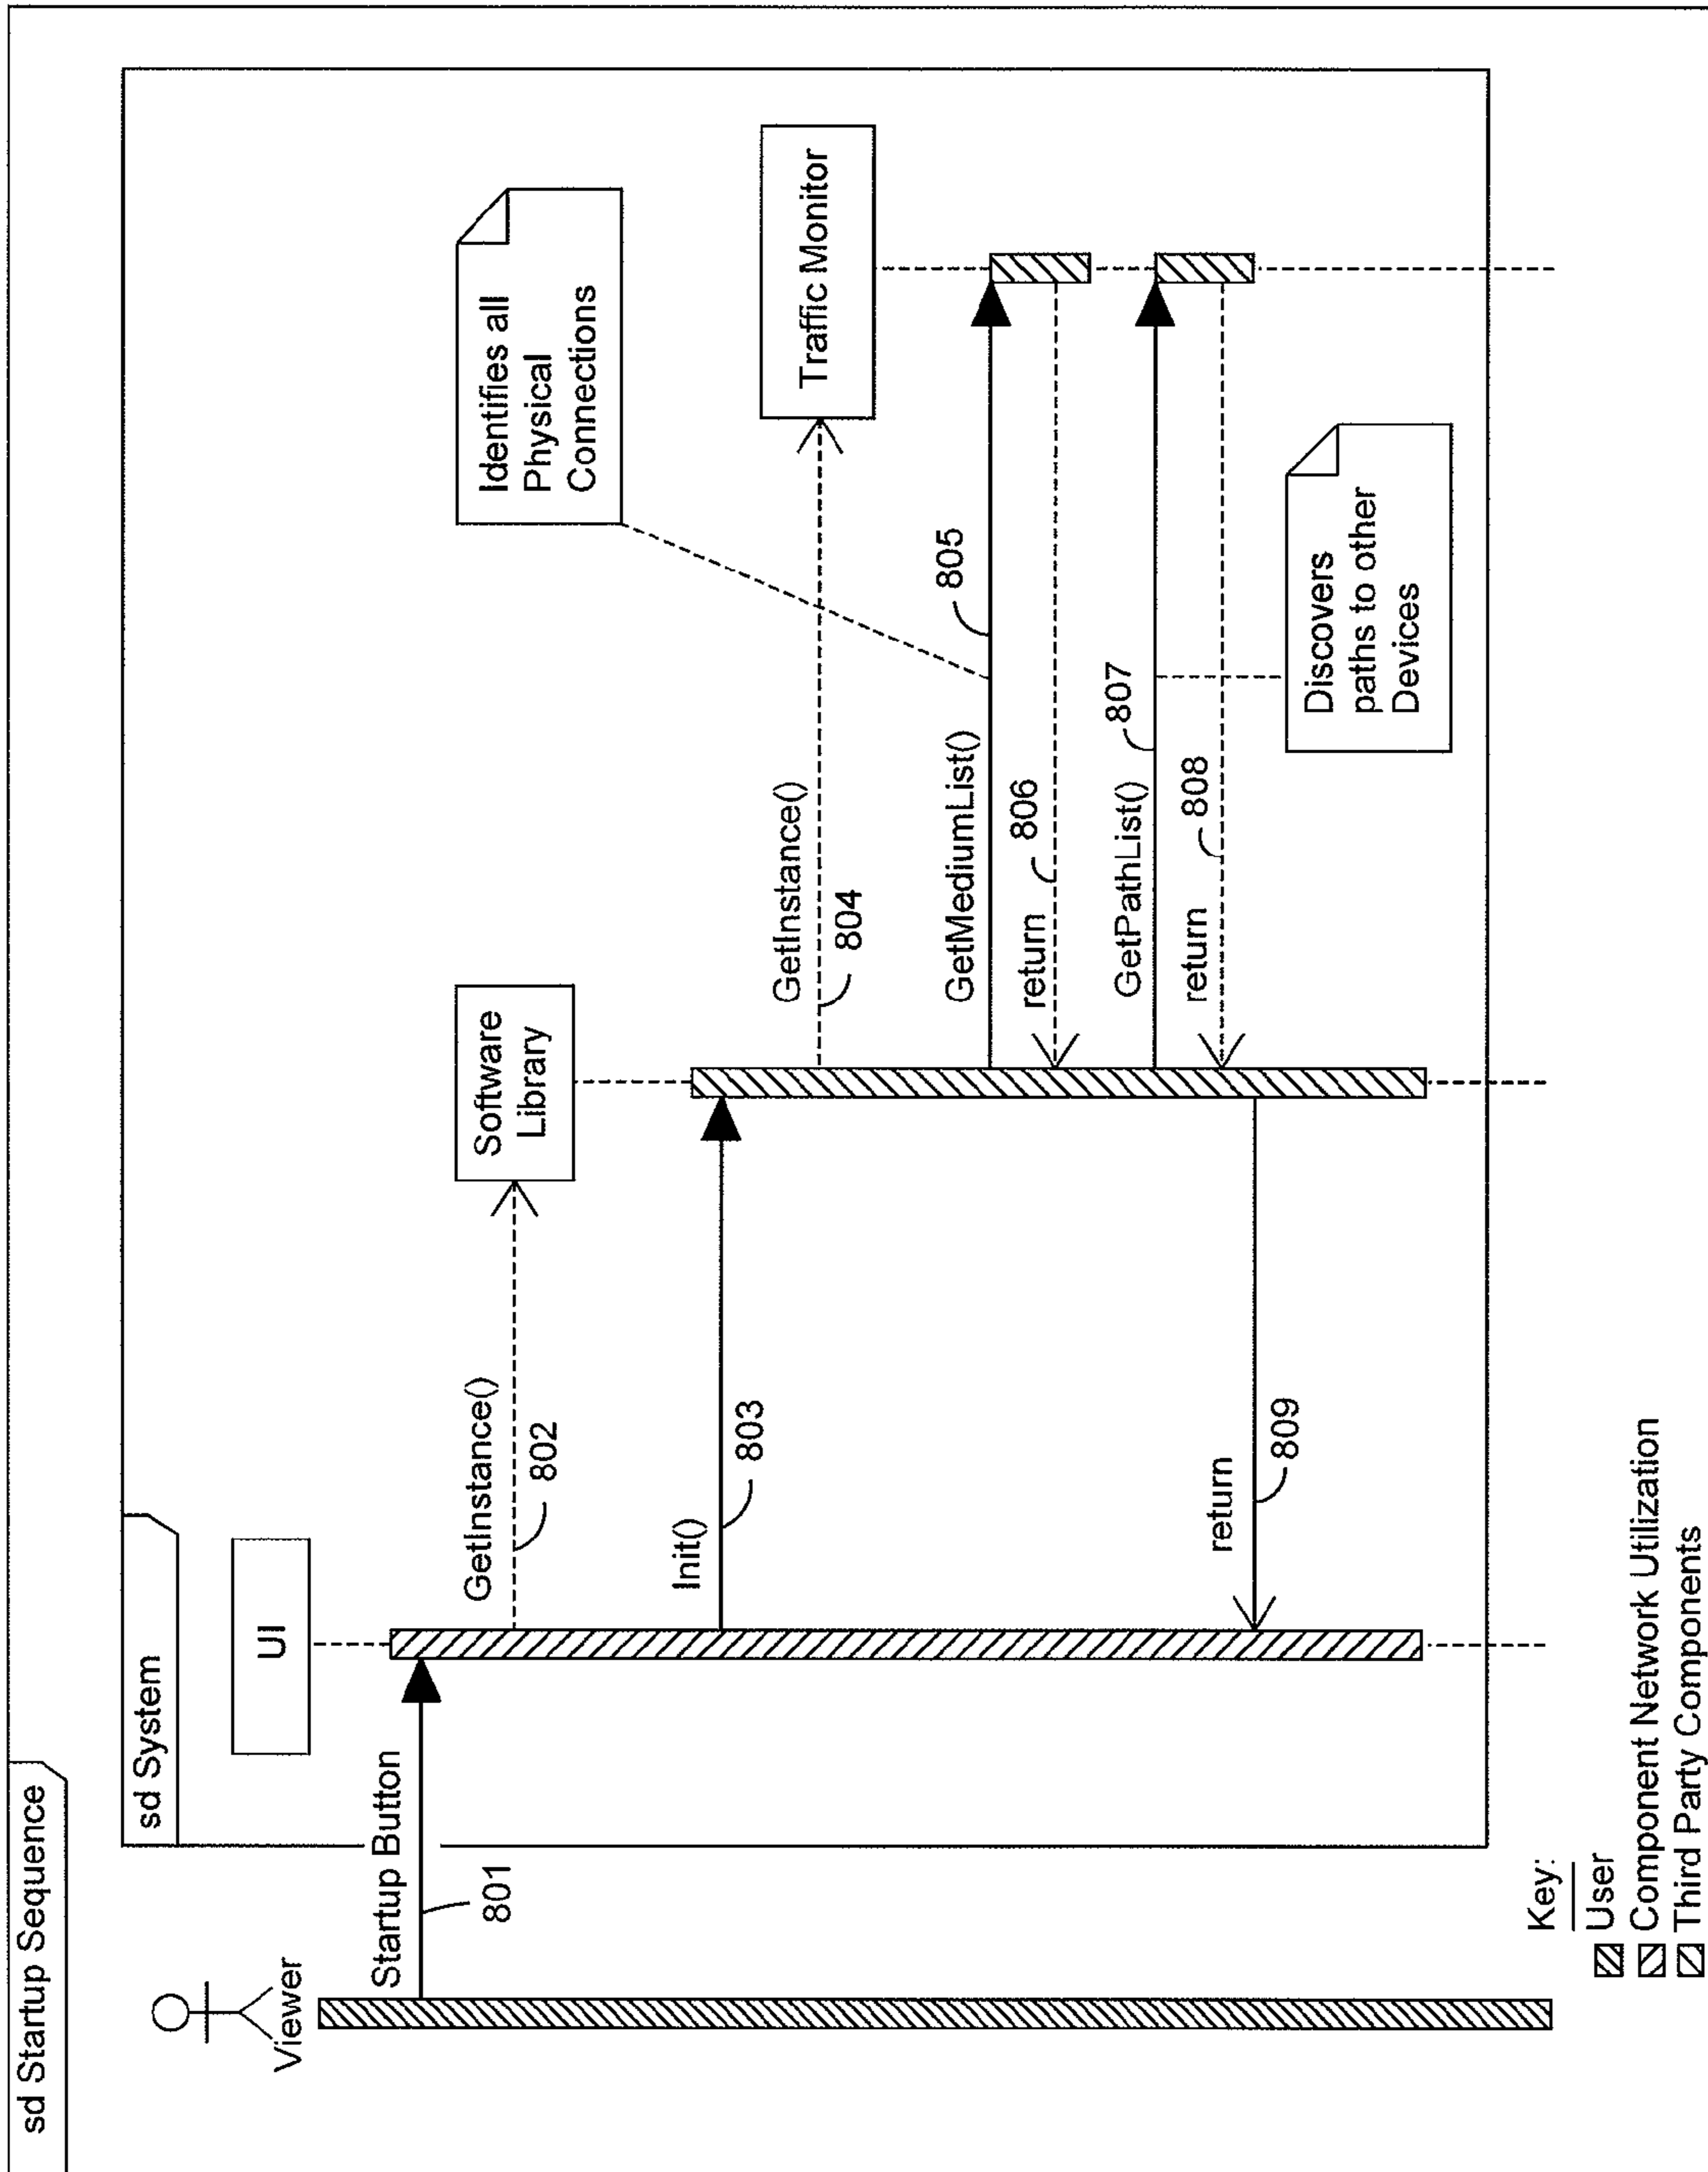 sd Startup Sequence
sd System
Viewer
UI
Startup Button
801
GetInstance()
802
Software
Library
Init()
803
GetInstance()
804
Traffic Monitor
Identifies all
Physical
Connections
GetMediumList()
805
return
806
GetPathList()
807
return
808
Discovers
paths to other
Devices
return
809
Key:
User
Component Network Utilization
Third Party Components